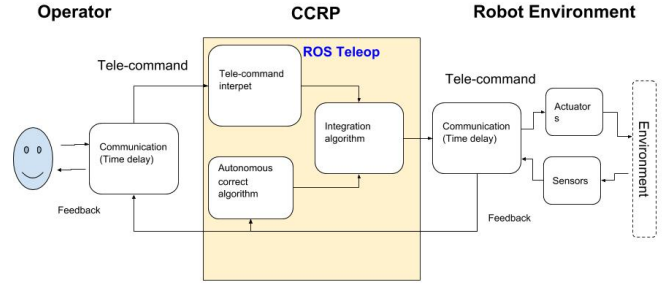 Operator
CCRP
Robot Environment
ROS Teleop
Tele-command
Tele-command
interpet
Tele-command
Communication
(Time delay)
Integration
algorithm
Communication
(Time delay)
Actuator
s
Autonomous
correct
algorithm
Sensors
Environment
Feedback
Feedback